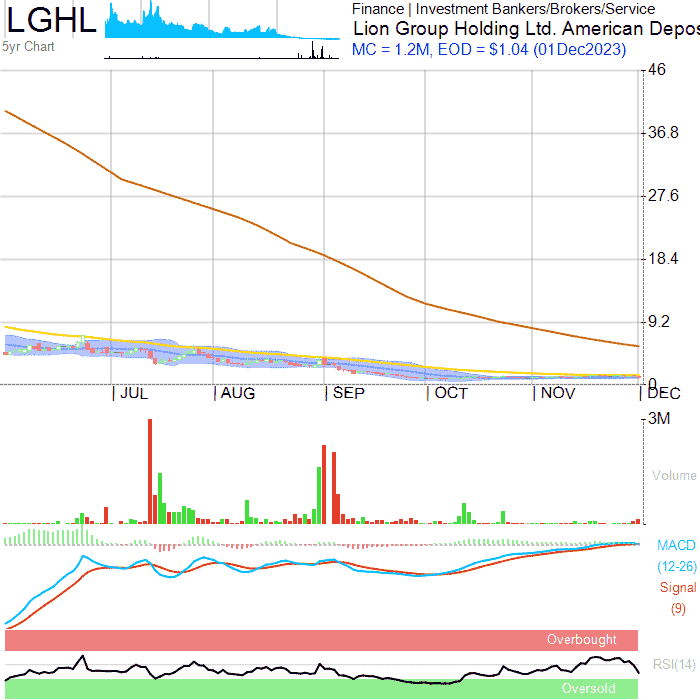 LGHL
5yr Chart
Finance | Investment Bankers/Brokers/Service
Lion Group Holding Ltd. American Depos
MC = 1.2M, EOD = $1.04 (01Dec2023)
46
36.8
27.6
18.4
9.2
0
JUL AUG SEP OCT NOV DEC
3M
Volume
MACD
(12-26)
Signal
(9)
Overbought
RSI(14)
Oversold